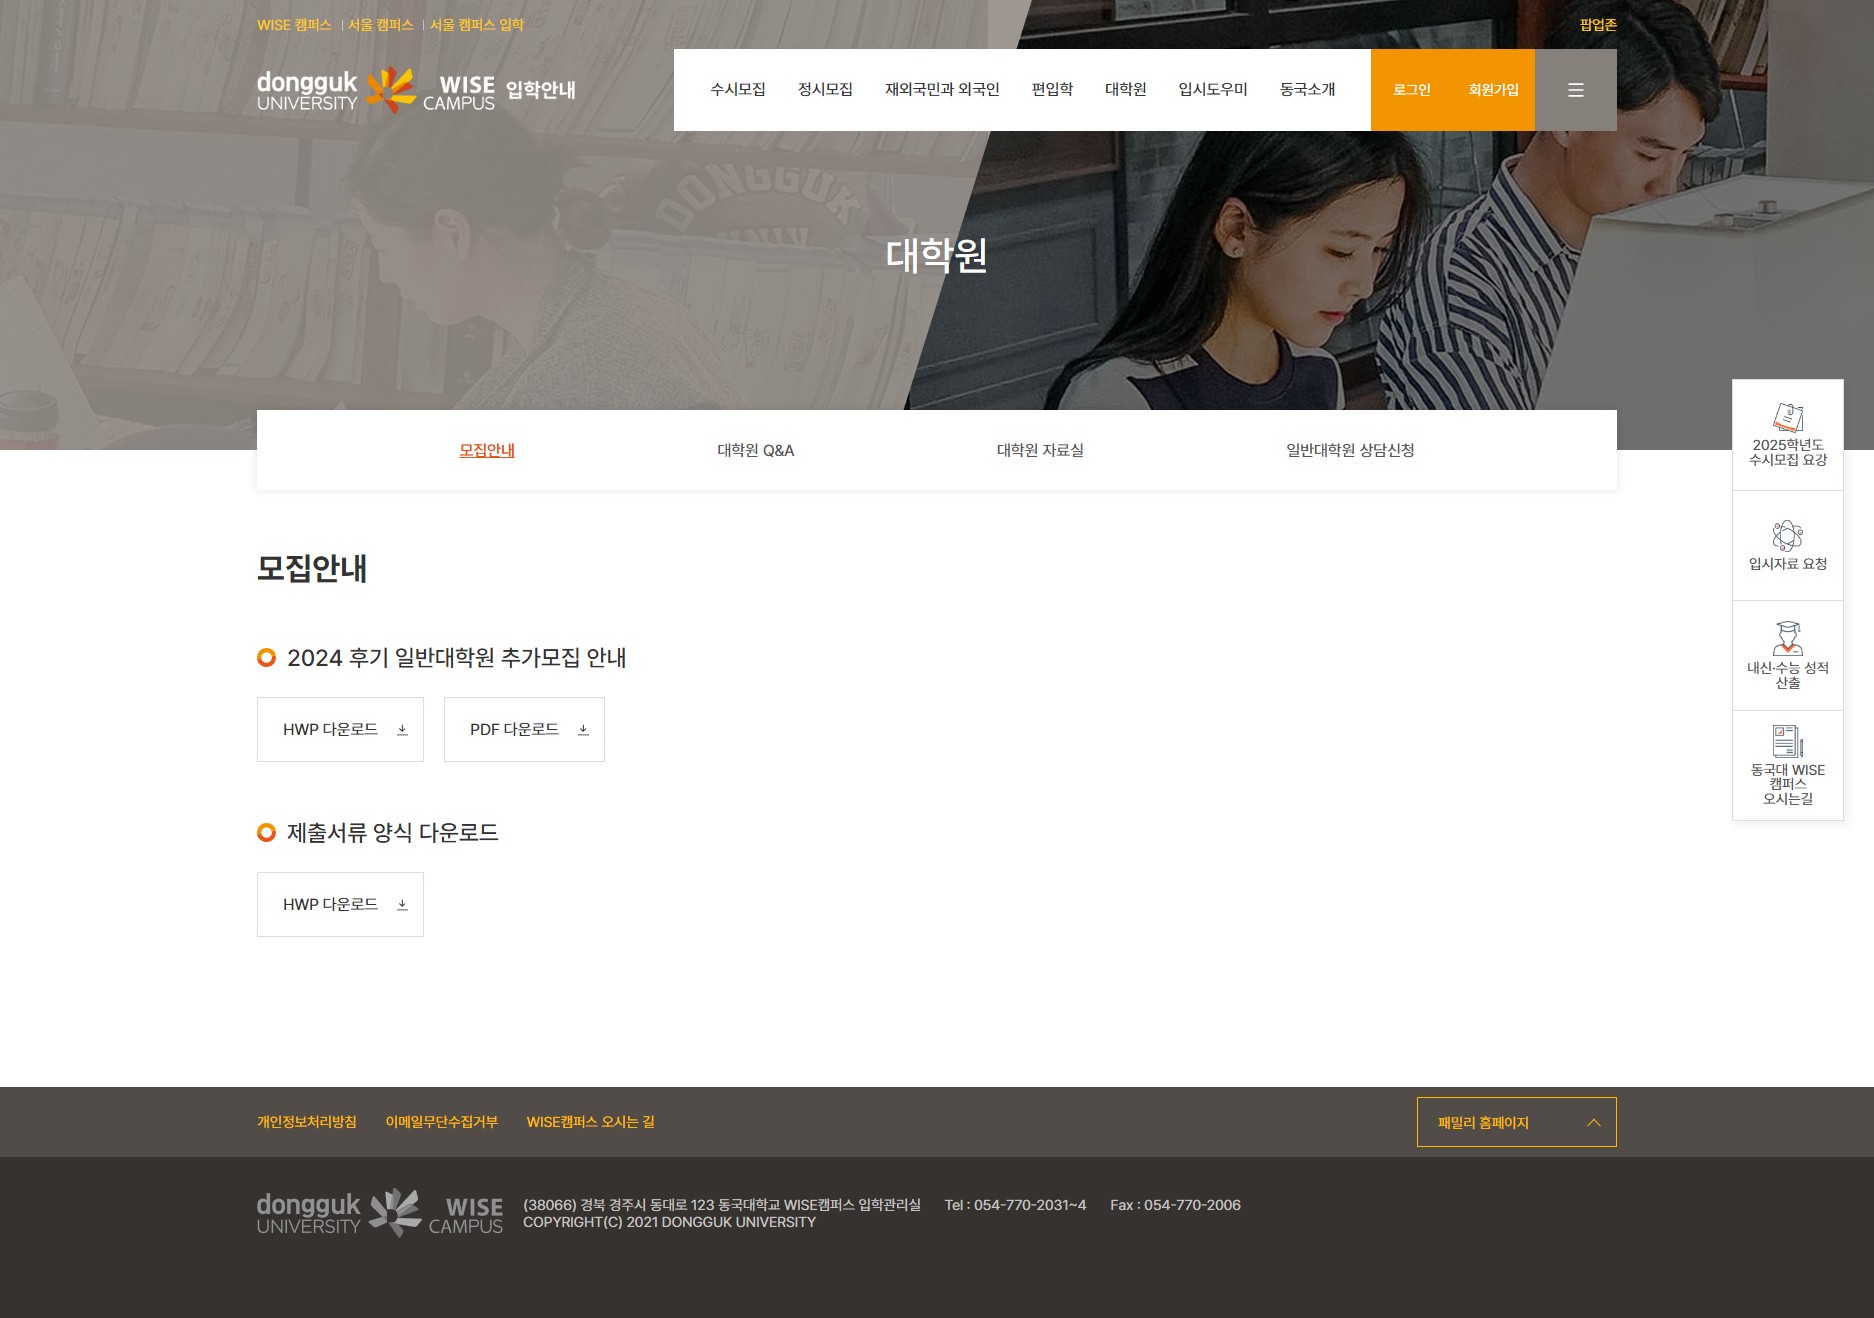 WISE 캠퍼스
서울 캠퍼스
서울 캠퍼스 입학
팝업존
dongguk UNIVERSITY WISE CAMPUS 입학안내
수시모집
정시모집
재외국민과 외국인
편입학
대학원
입시도우미
동국소개
로그인
회원가입
DONGGUK
UNIV
대학원
모집안내
대학원 Q&A
대학원 자료실
일반대학원 상담신청
2025학년도
수시모집 요강
입시자료 요청
내신·수능 성적
산출
동국대 WISE
캠퍼스
오시는길
모집안내
2024 후기 일반대학원 추가모집 안내
HWP 다운로드
PDF 다운로드
제출서류 양식 다운로드
HWP 다운로드
개인정보처리방침
이메일무단수집거부
WISE캠퍼스 오시는 길
패밀리 홈페이지
dongguk UNIVERSITY WISE CAMPUS
(38066) 경북 경주시 동대로 123 동국대학교 WISE캠퍼스 입학관리실 Tel : 054-770-2031~4 Fax : 054-770-2006
COPYRIGHT(C) 2021 DONGGUK UNIVERSITY